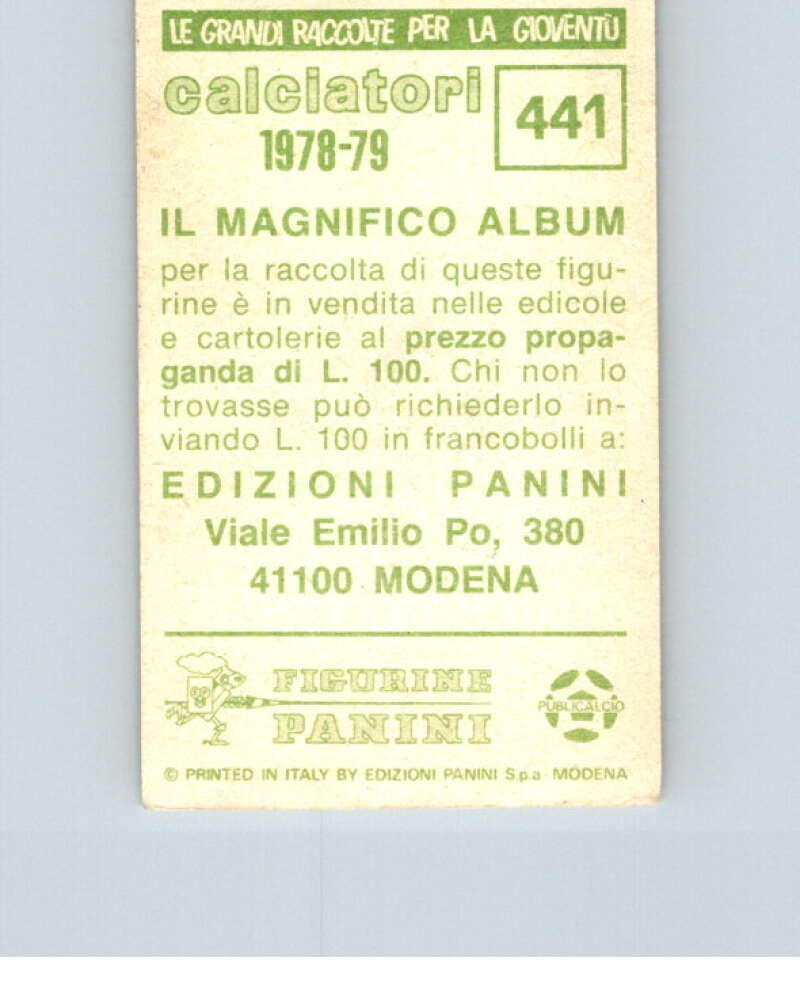 LE GRANDI RACCOLTE PER LA GIOVENTÙ
calciatori
1978-79
441
IL MAGNIFICO ALBUM
per la raccolta di queste figu-
rine è in vendita nelle edicole
e cartolerie al prezzo propa-
ganda di L. 100. Chi non lo
trovasse può richiederlo in-
viando L. 100 in francobolli a:
EDIZIONI PANINI
Viale Emilio Po, 380
41100 MODENA
FIGURINE
PANINI
PUBLICALCIO
© PRINTED IN ITALY BY EDIZIONI PANINI S.p.a. MODENA